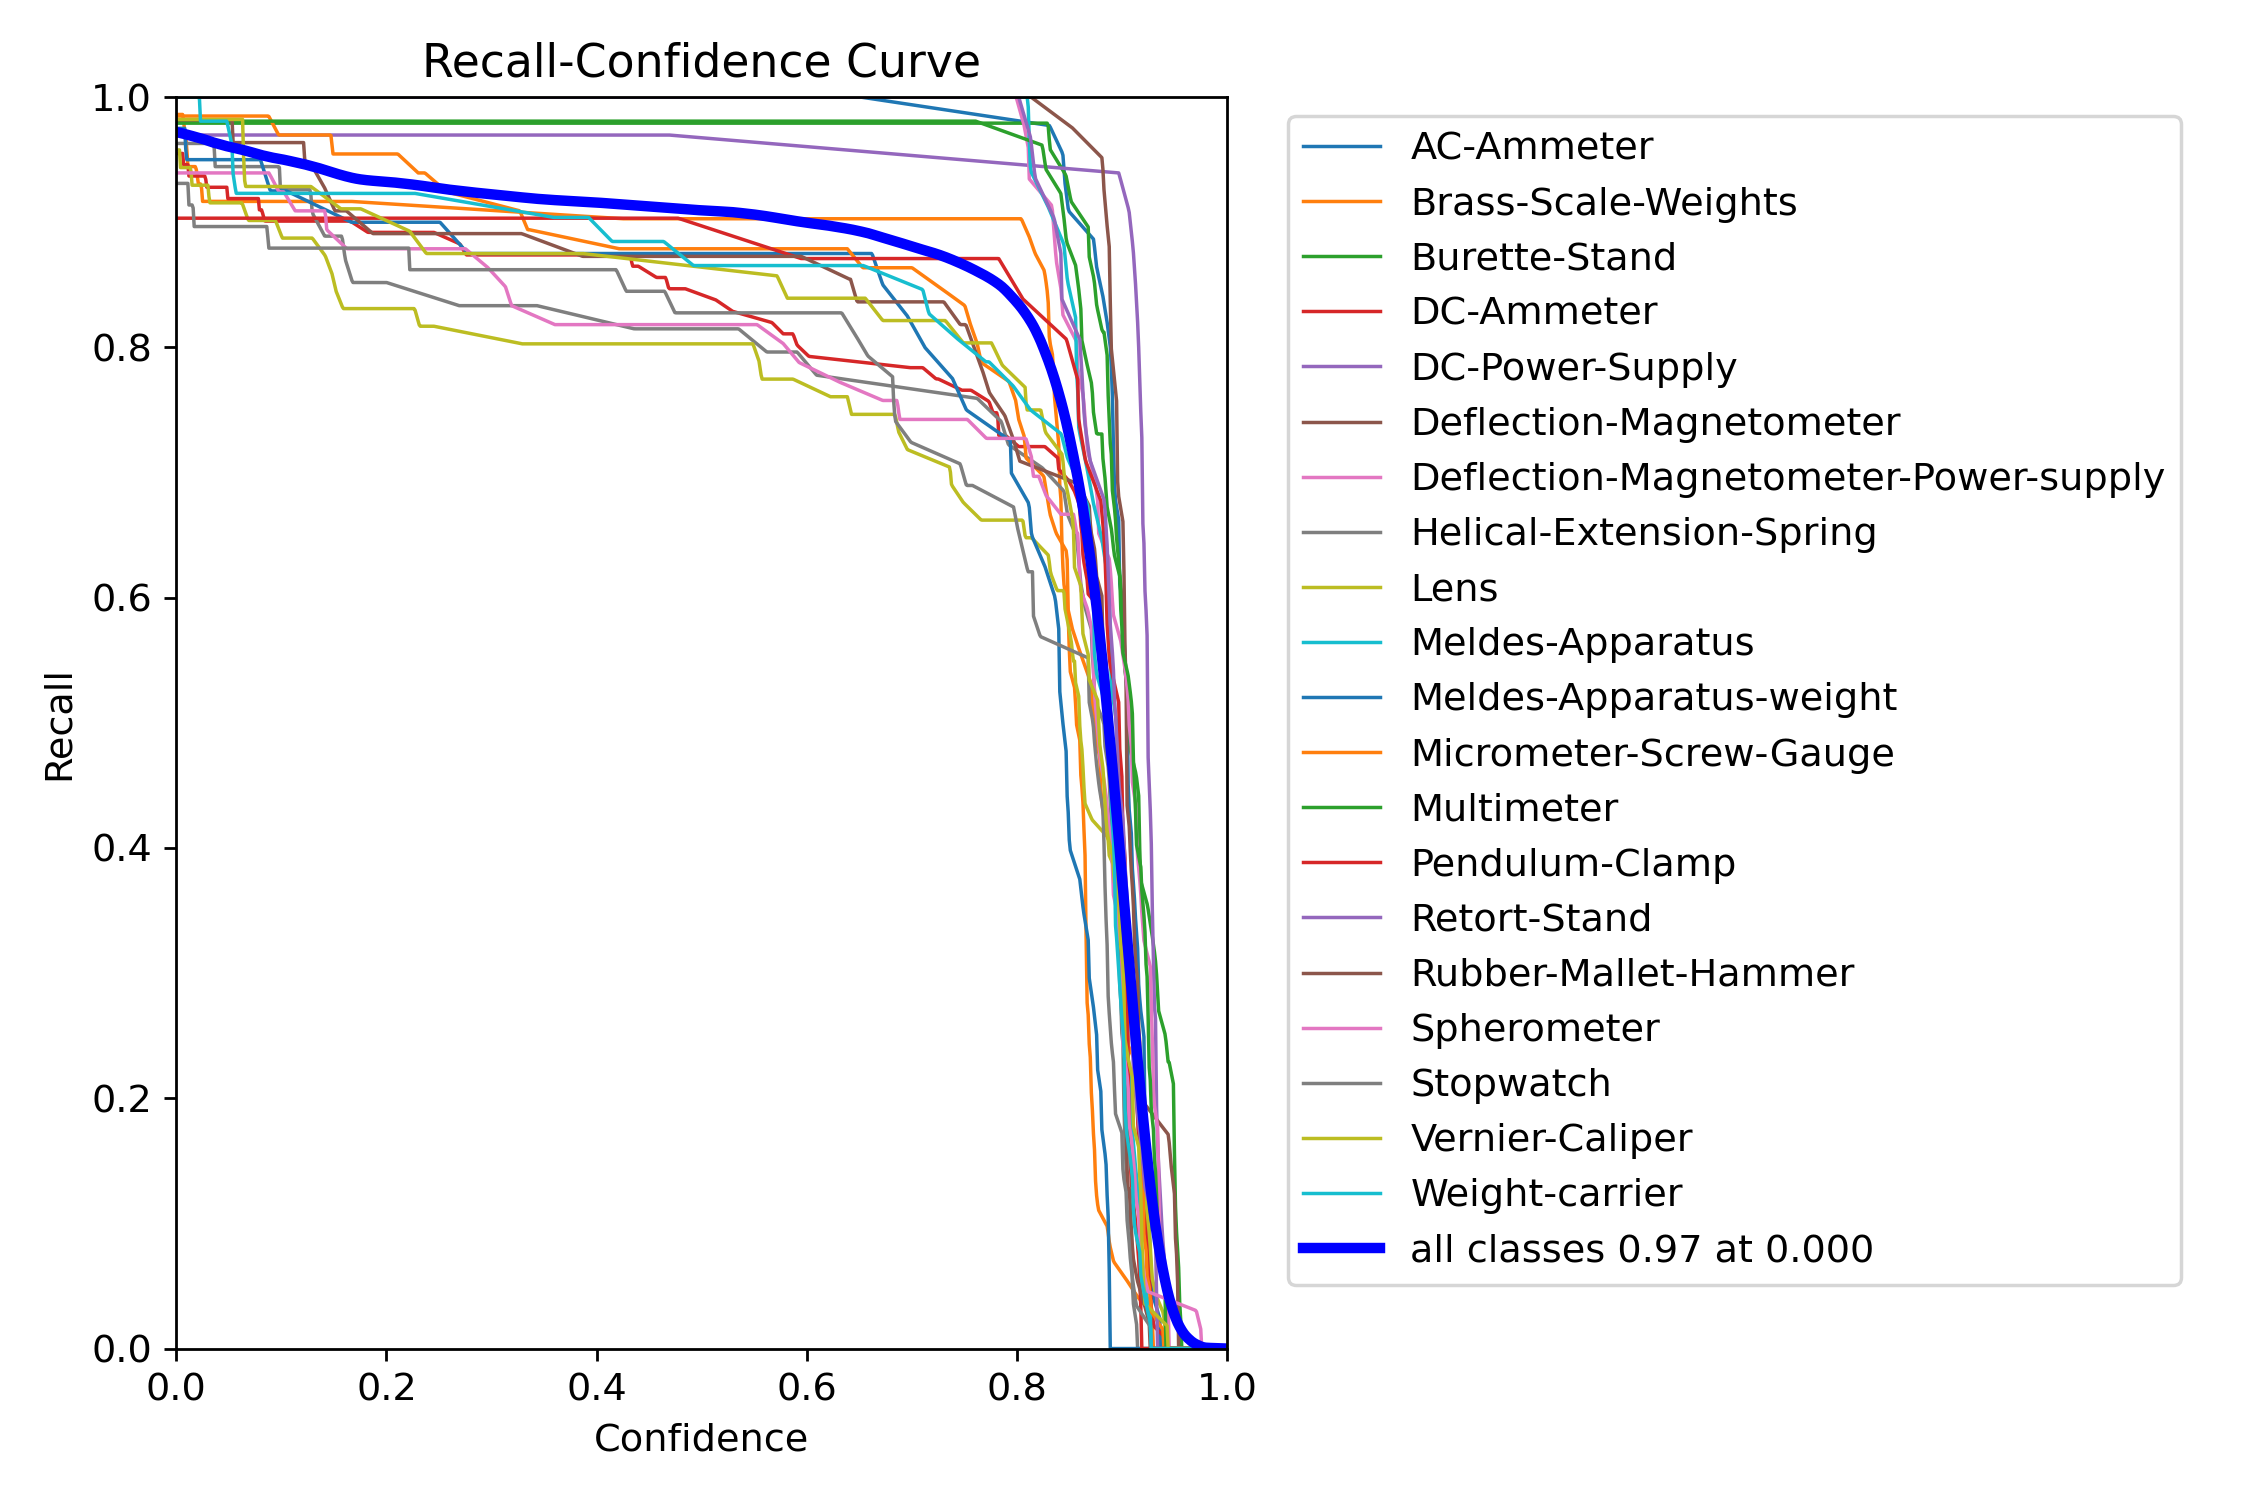 Recall-Confidence Curve
1.0
0.8
0.6
0.4
0.2
0.0
Recall
0.0 0.2 0.4 0.6 0.8 1.0
Confidence
AC-Ammeter
Brass-Scale-Weights
Burette-Stand
DC-Ammeter
DC-Power-Supply
Deflection-Magnetometer
Deflection-Magnetometer-Power-supply
Helical-Extension-Spring
Lens
Meldes-Apparatus
Meldes-Apparatus-weight
Micrometer-Screw-Gauge
Multimeter
Pendulum-Clamp
Retort-Stand
Rubber-Mallet-Hammer
Spherometer
Stopwatch
Vernier-Caliper
Weight-carrier
all classes 0.97 at 0.000